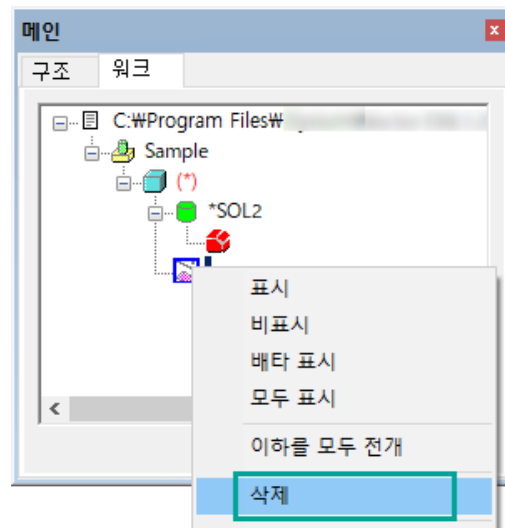 메인
구조 워크
C:₩Program Files₩
Sample
(*)
*SOL2
표시
비표시
배타 표시
모두 표시
이하를 모두 전개
삭제